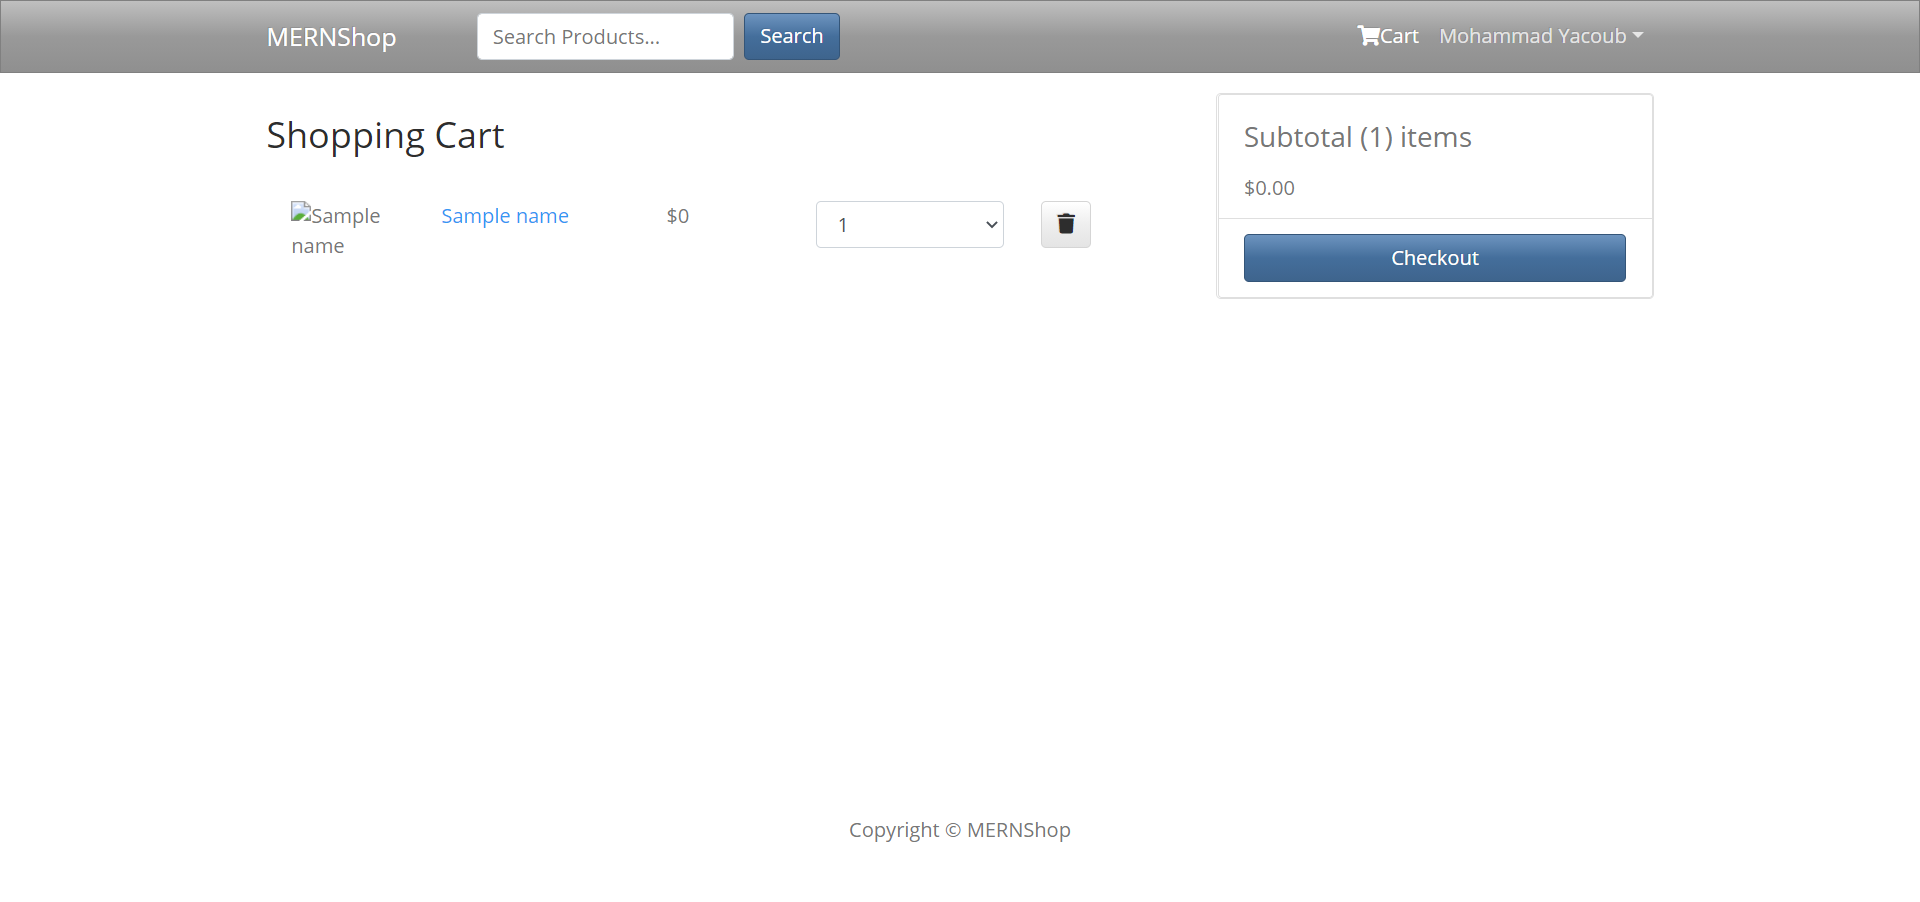 MERNShop
Search Products...
Search
Cart
Mohammad Yacoub
Shopping Cart
Sample
name
Sample name
$0
1
Subtotal (1) items
$0.00
Checkout
Copyright © MERNShop